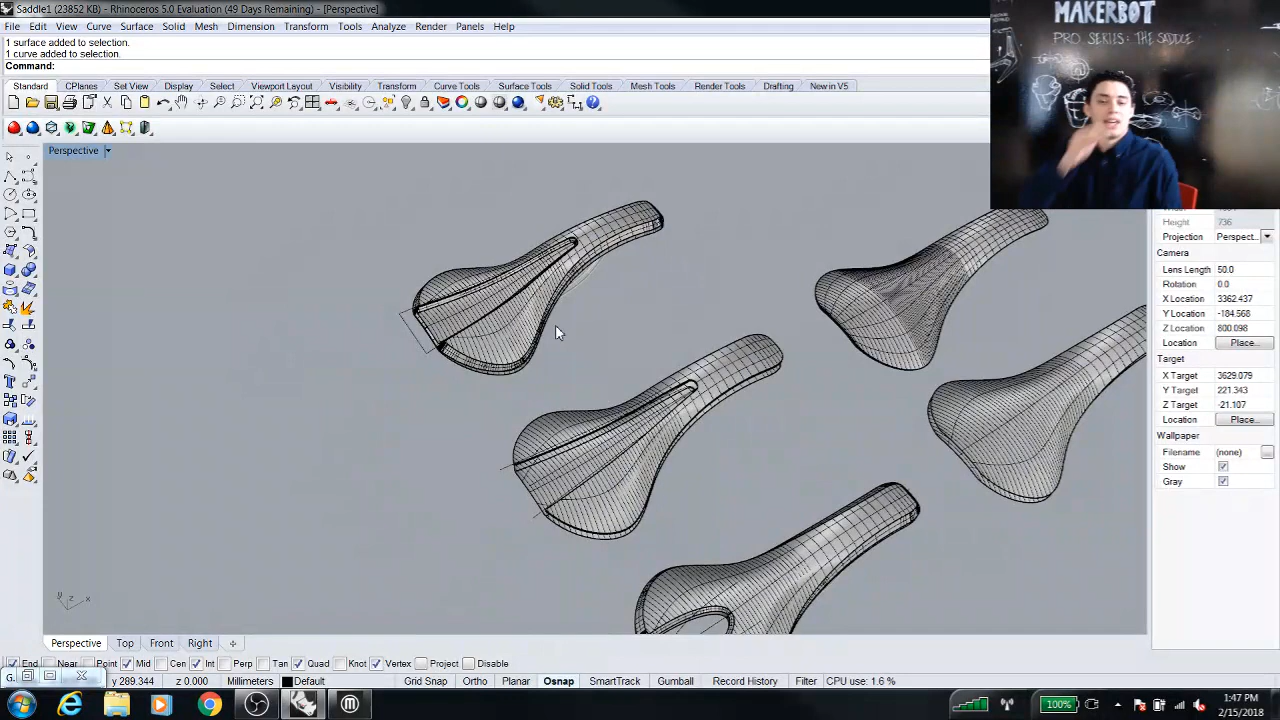 Saddle1 (23852 KB) - Rhinoceros 5.0 Evaluation (49 Days Remaining) - [Perspective]
File Edit View Curve Surface Solid Mesh Dimension Transform Tools Analyze Render Panels Help
1 surface added to selection.
1 curve added to selection.
Command:
Standard CPlanes Set View Display Select Viewport Layout Visibility Transform Curve Tools Surface Tools Solid Tools Mesh Tools Render Tools Drafting New in V5
MAKERBOT
PRO SERIES: THE SADDLE
Perspective
Height 736
Projection Perspect...
Camera
Lens Length 50.0
Rotation 0.0
X Location 3362.437
Y Location -184.568
Z Location 800.098
Location Place...
Target
X Target 3629.079
Y Target 221.343
Z Target -21.107
Location Place...
Wallpaper
Filename (none)
Show
Gray
y z x
Perspective Top Front Right
End Near Point Mid Cen Int Perp Tan Quad Knot Vertex Project Disable
y 289.344 z 0.000 Millimeters Default Grid Snap Ortho Planar Osnap SmartTrack Gumball Record History Filter CPU use: 1.6 %
100%
1:47 PM
2/15/2018